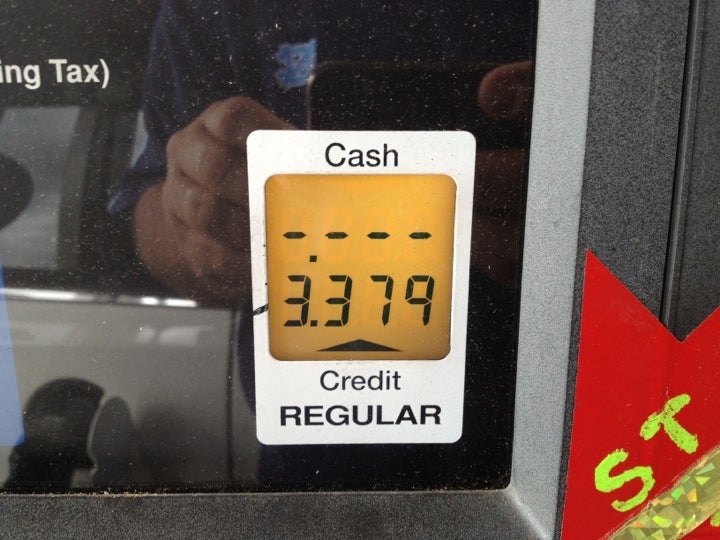 ing Tax)
Cash
-.---
3.379
Credit
REGULAR
ST